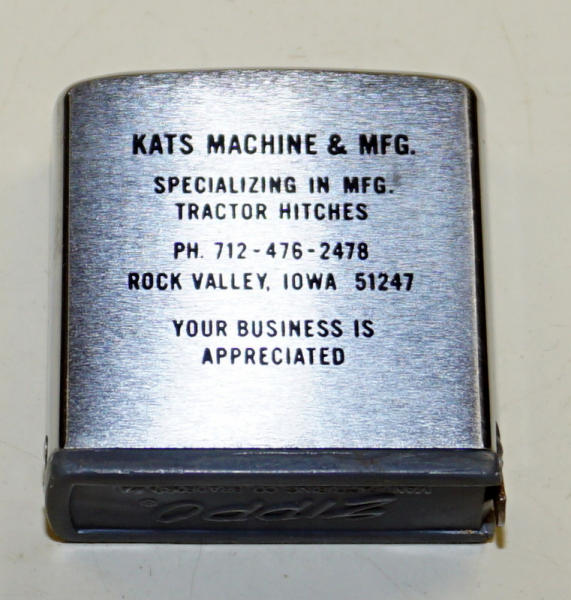 KATS MACHINE & MFG.
SPECIALIZING IN MFG.
TRACTOR HITCHES
PH. 712-476-2478
ROCK VALLEY, IOWA 51247
YOUR BUSINESS IS
APPRECIATED
ZIPPO®